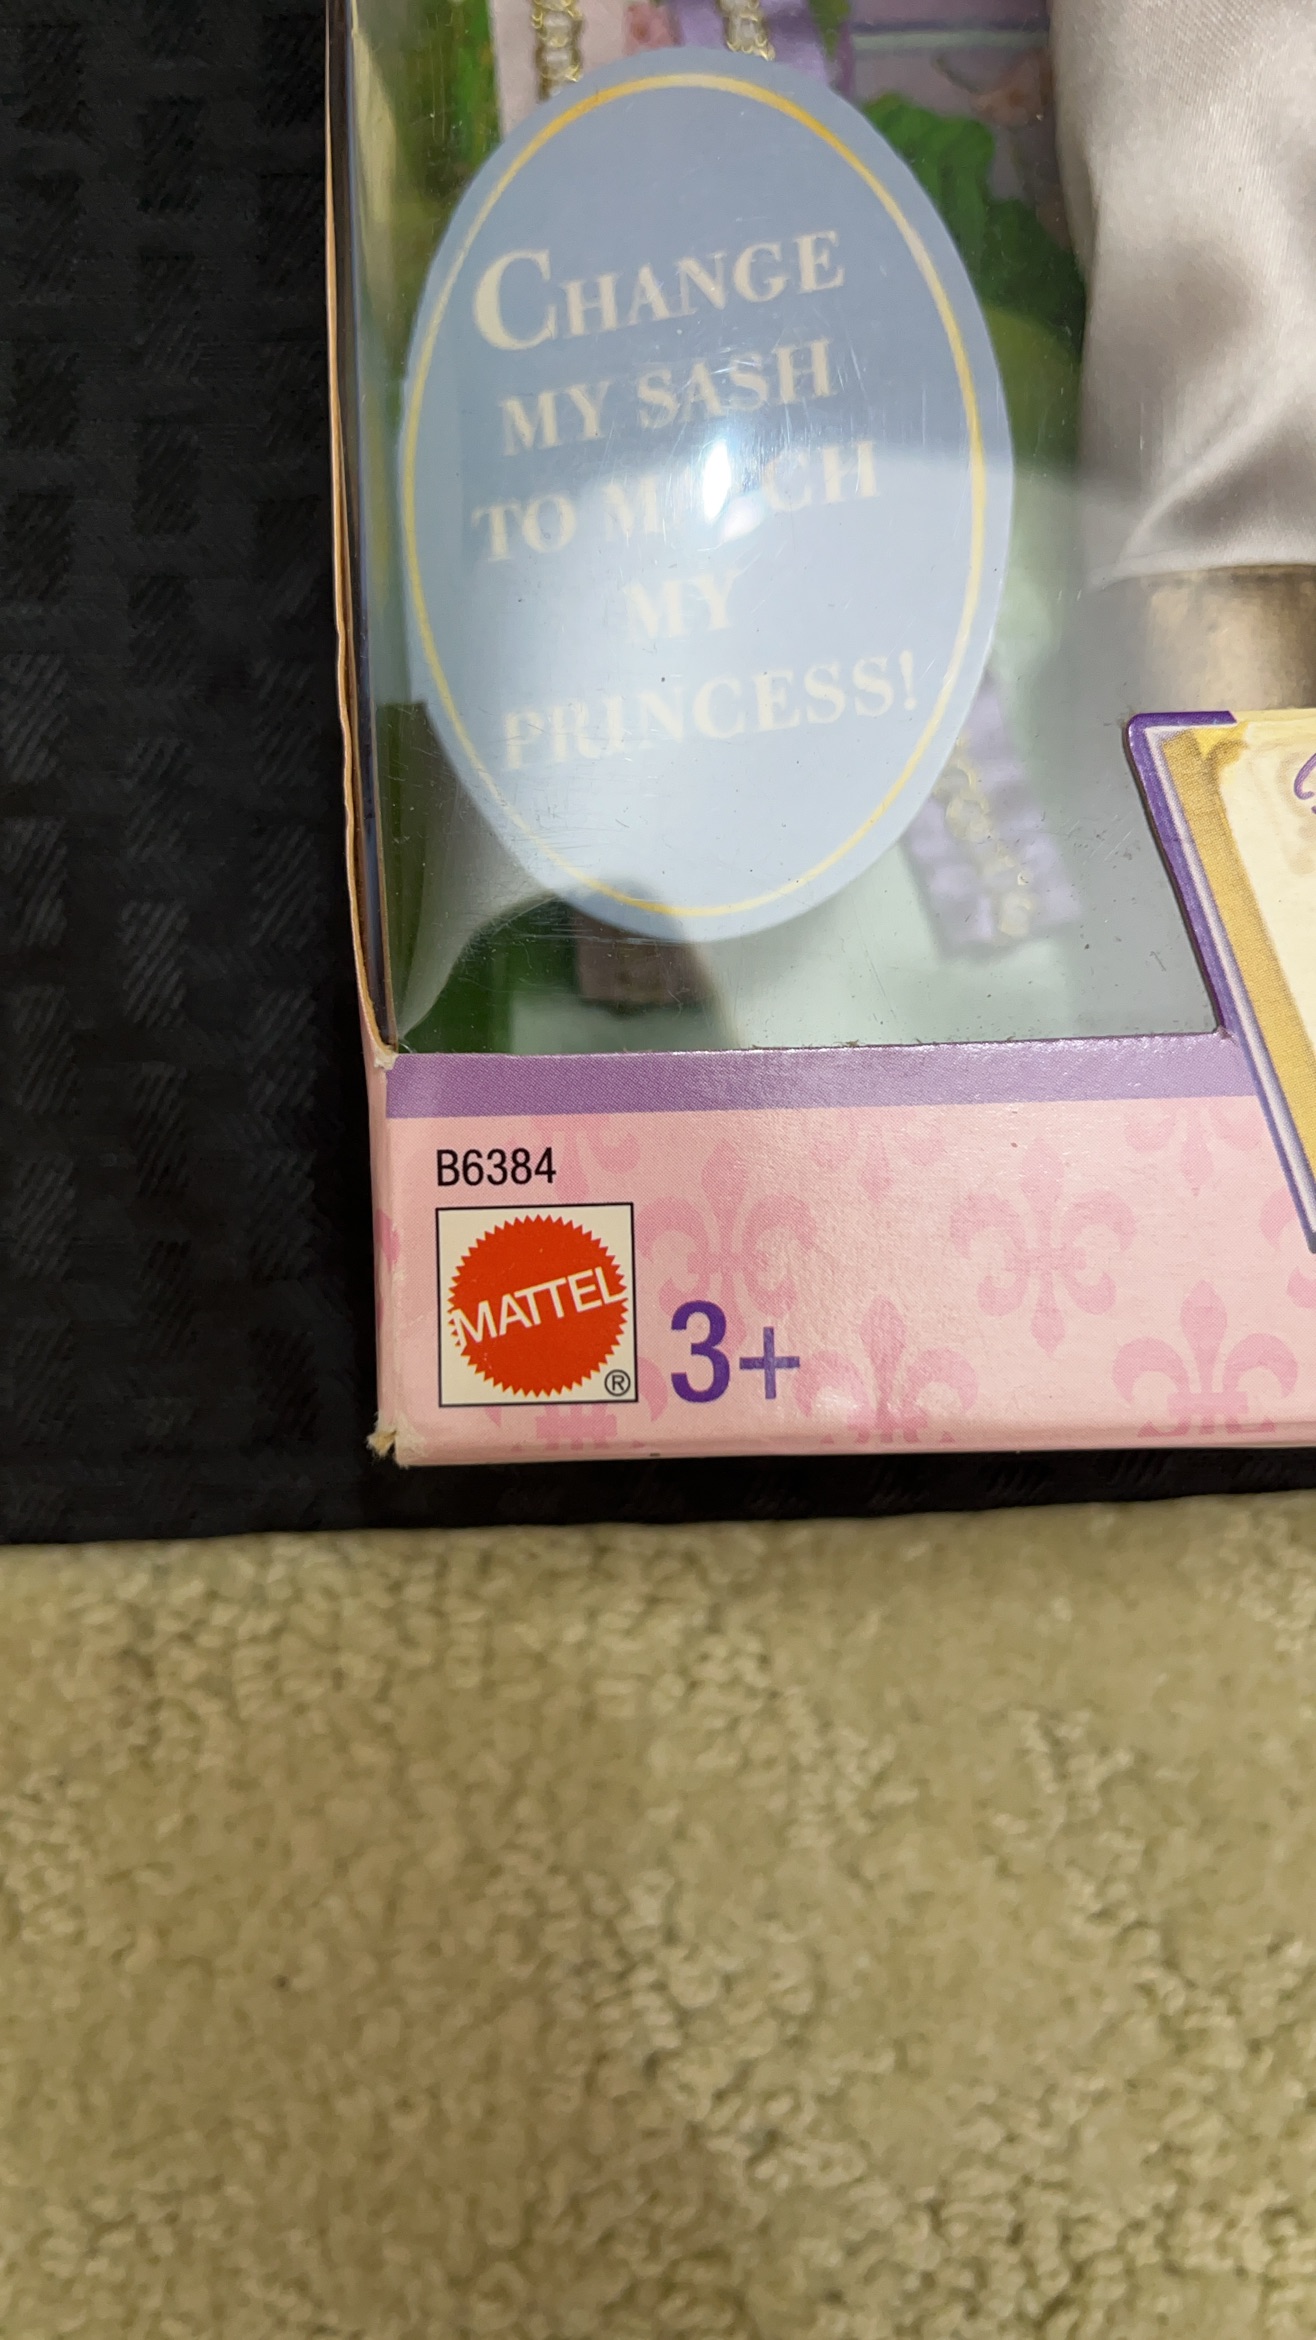 CHANGE
MY SASH
TO MATCH
MY
PRINCESS!
B6384
MATTEL
®
3+